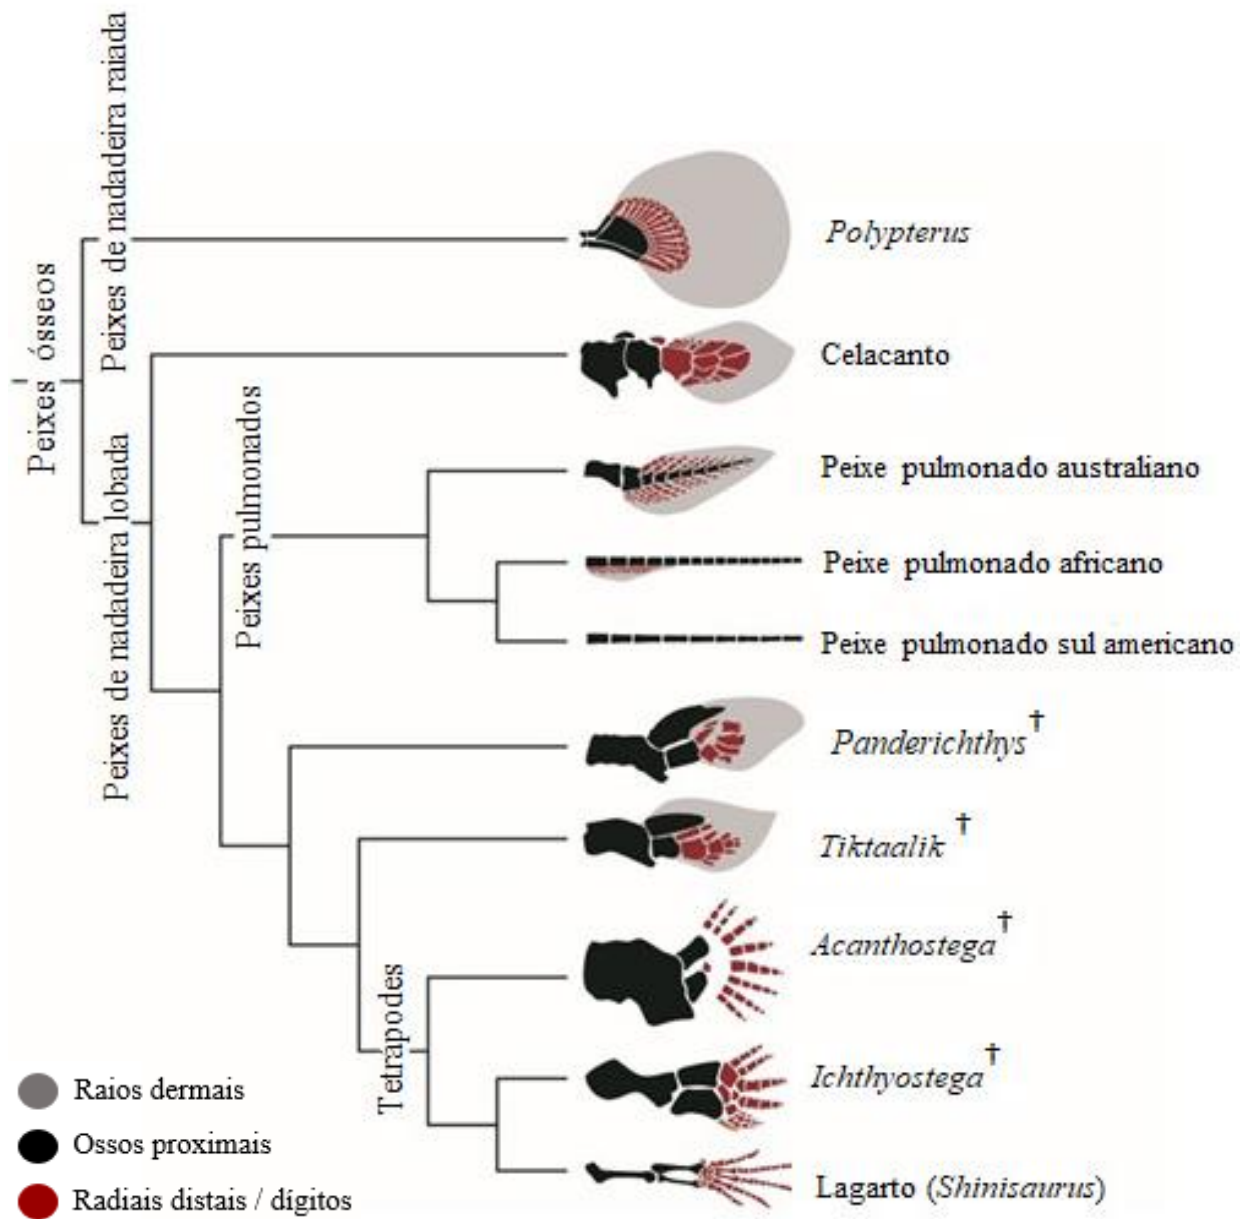 Peixes ósseos
Peixes de nadadeira raiada
Peixes de nadadeira lobada
Peixes pulmonados
Tetrapodes
Polypterus
Celacanto
Peixe pulmonado australiano
Peixe pulmonado africano
Peixe pulmonado sul americano
Panderichthys†
Tiktaalik †
Acanthostega†
Ichthyostega†
Lagarto (Shinisaurus)
Raios dermais
Ossos proximais
Radiais distais / dígitos